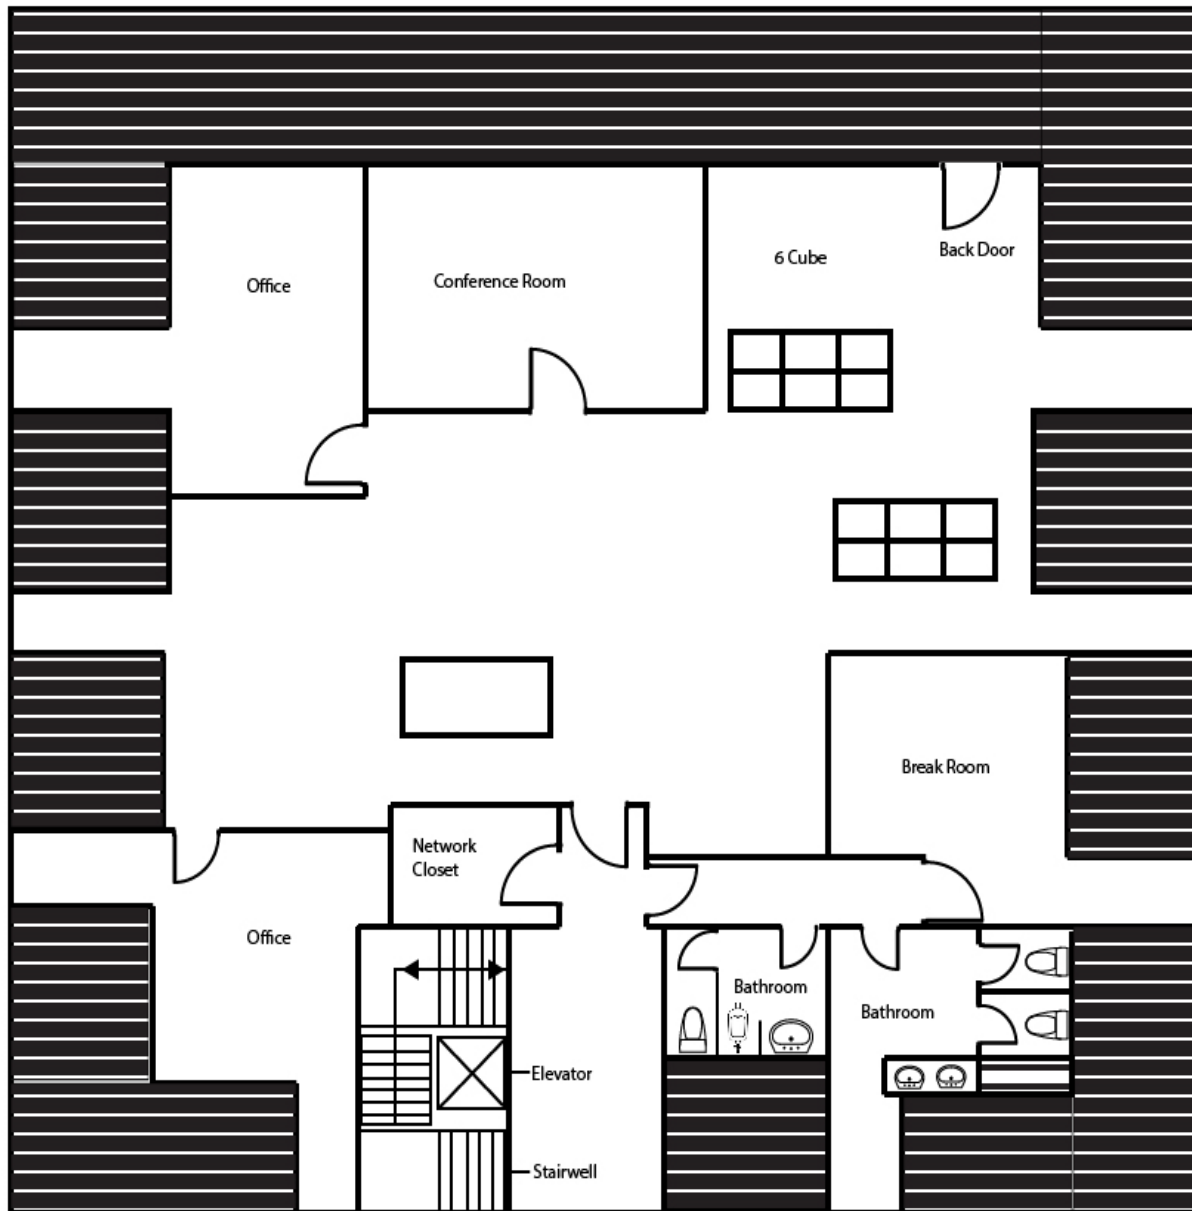 6 Cube
Back Door
Office
Conference Room
Break Room
Network
Closet
Office
Bathroom
Bathroom
Elevator
Stairwell